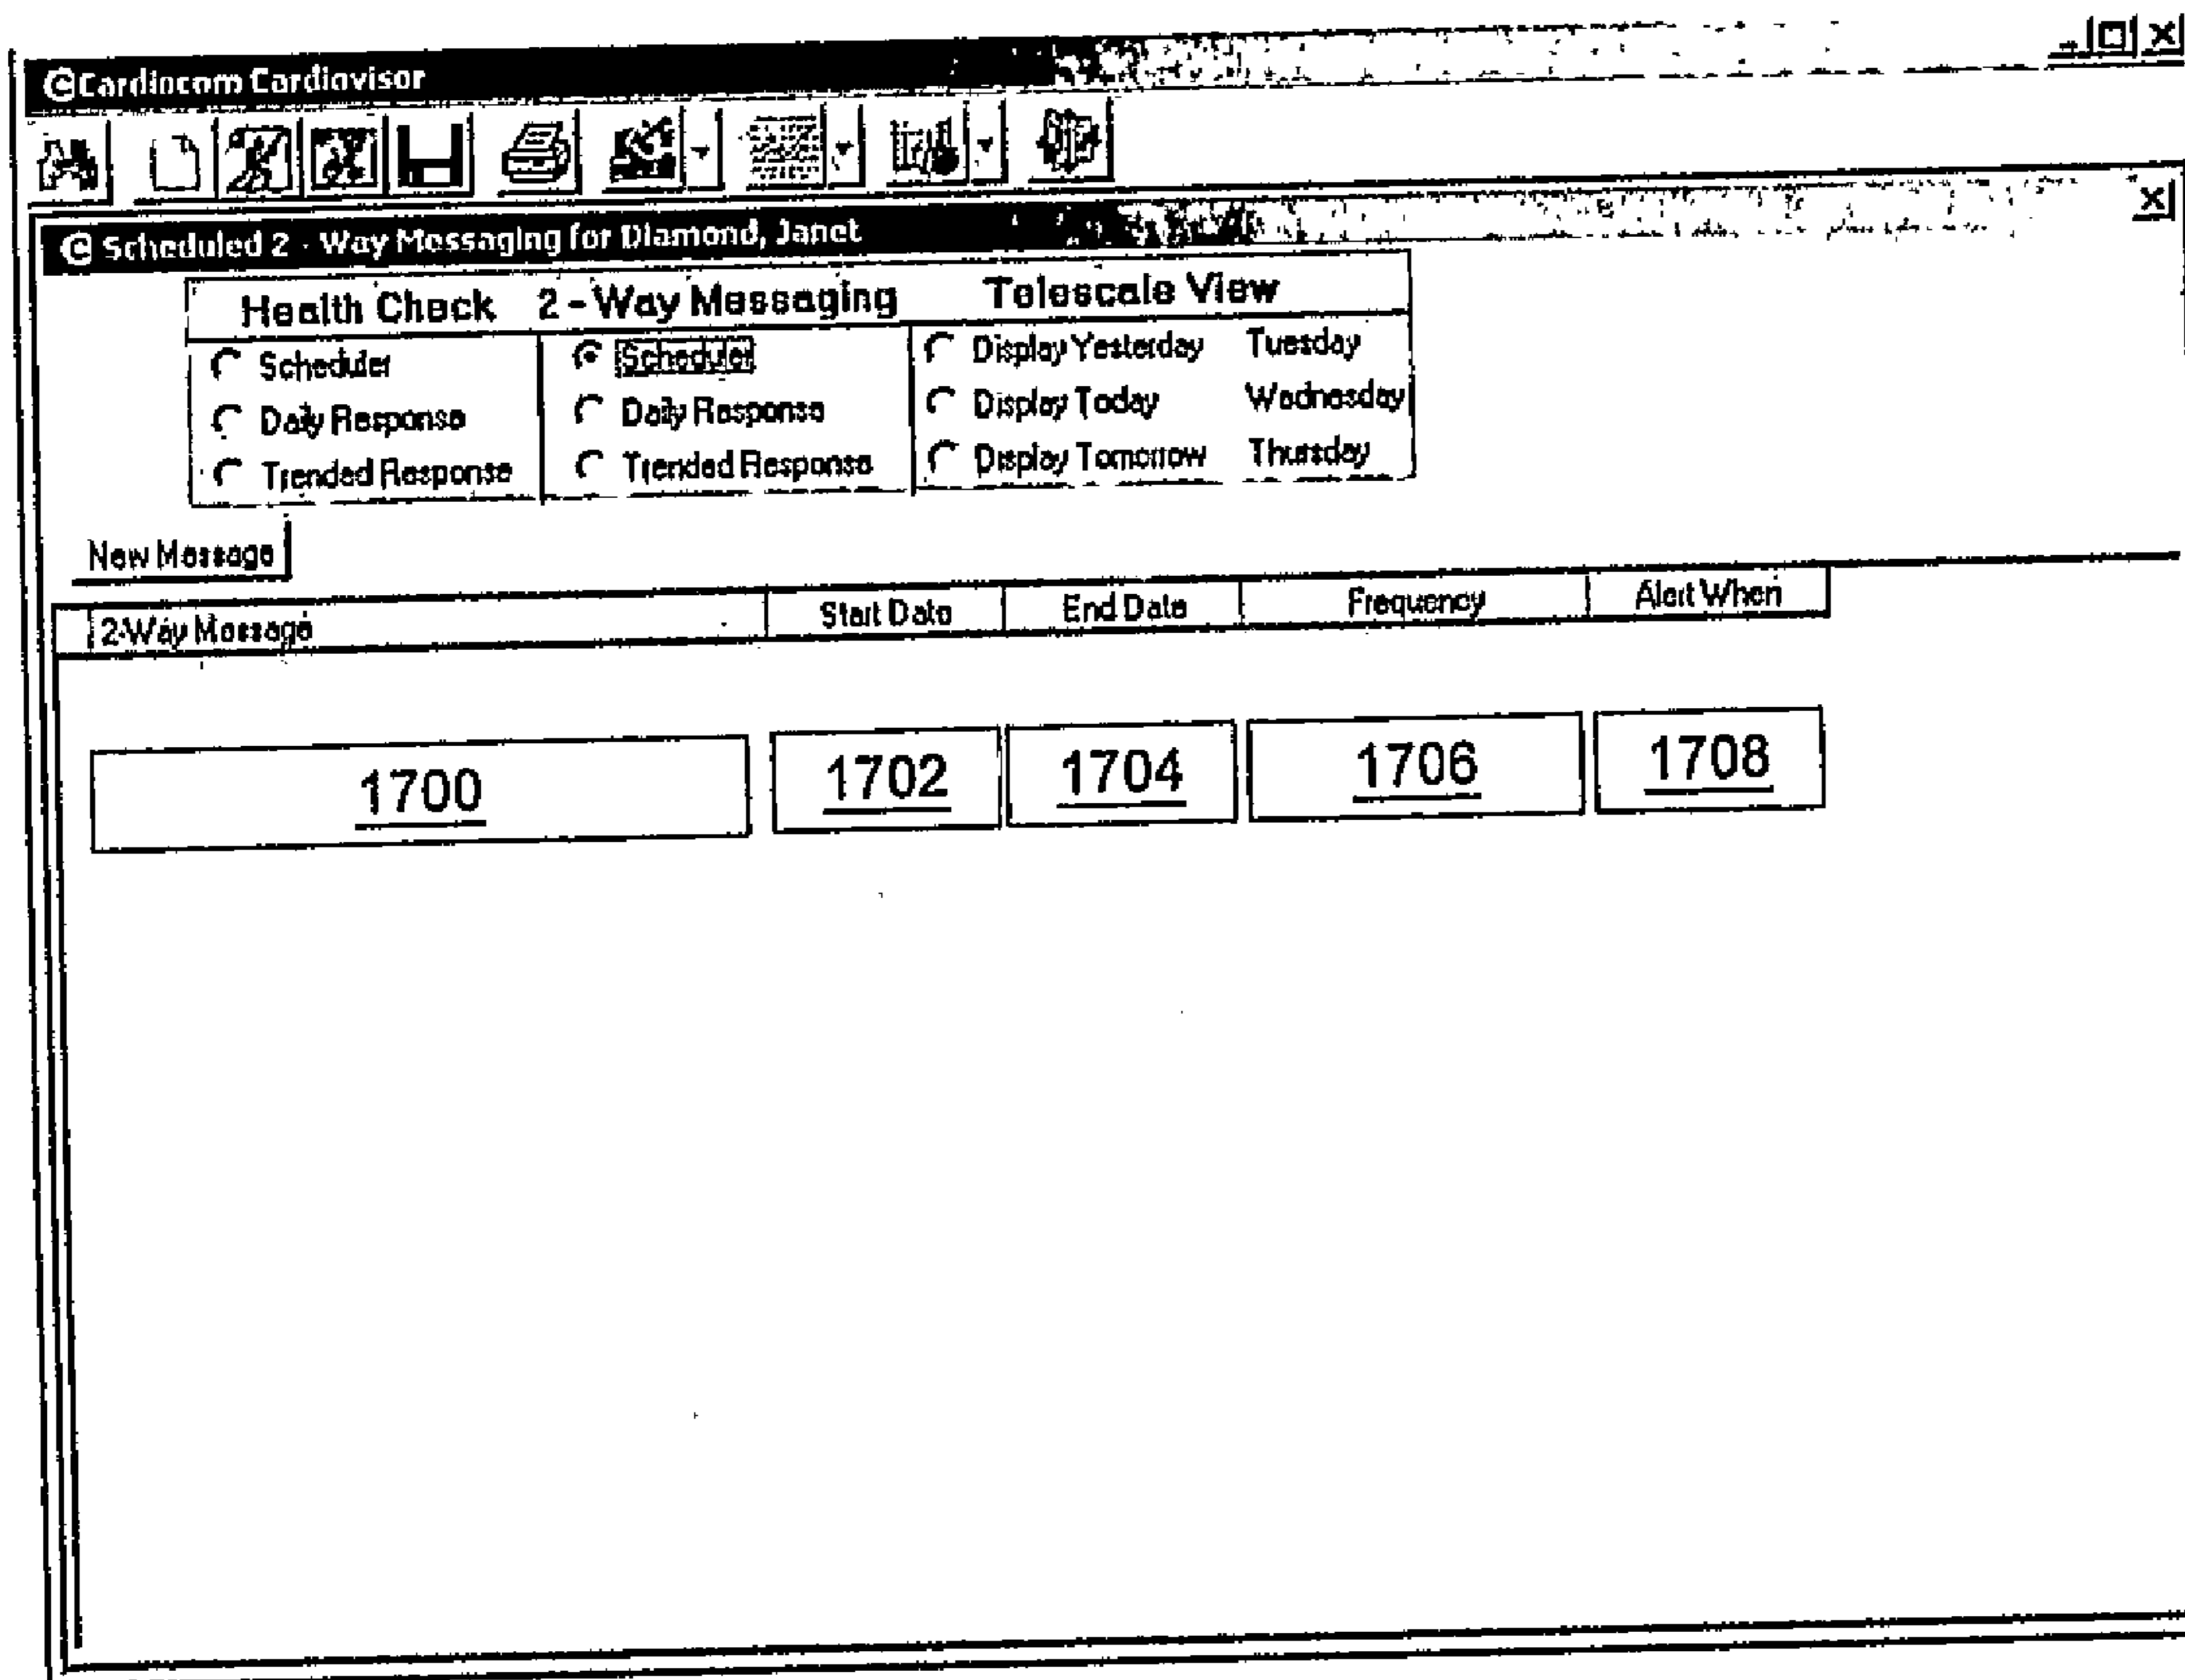 Cardiocom Cardiovisor
Scheduled 2 - Way Messaging for Diamond, Janet
Health Check 2 - Way Messaging Telescale View
Scheduler Scheduler Display Yesterday Tuesday
Daily Response Daily Response Display Today Wednesday
Trended Response Trended Response Display Tomorrow Thursday
New Message
2-Way Message Start Date End Date Frequency Alert When
1700 1702 1704 1706 1708